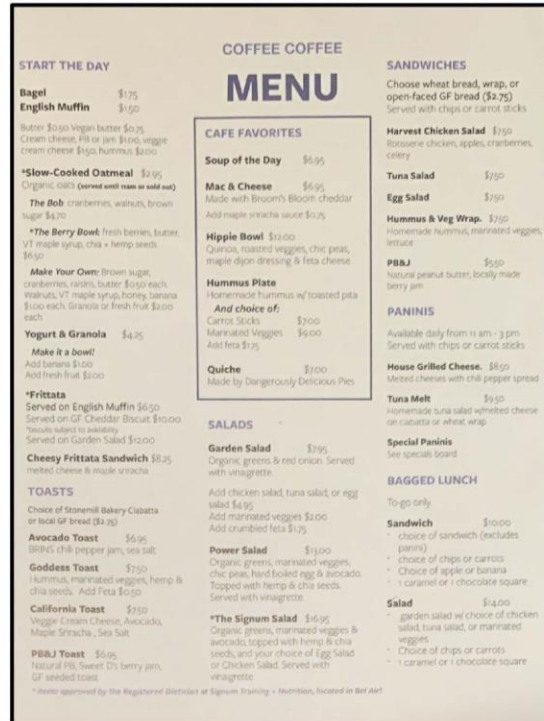 COFFEE COFFEE
MENU
START THE DAY
Bagel $1.75
English Muffin $1.50
Butter $0.50 Vegan butter $0.75
Cream cheese, PB or jam $1.00, veggie
cream cheese $1.50, hummus $2.00
*Slow-Cooked Oatmeal $2.95
Organic oats (served until 11am or sold out)
The Bob: cranberries, walnuts, brown
sugar $4.70
*The Berry Bowl: fresh berries, butter,
VT maple syrup, chia + hemp seeds.
$6.50
Make Your Own: Brown sugar,
cranberries, raisins, butter $0.50 each.
Walnuts, VT maple syrup, honey, banana
$1.00 each. Granola or fresh fruit $2.00
each
Yogurt & Granola $4.25
Make it a bowl!
Add banana $1.00
Add fresh fruit $2.00
*Frittata
Served on English Muffin $6.50
Served on GF Cheddar Biscuit $10.00
*biscuits subject to availability
Served on Garden Salad $12.00
Cheesy Frittata Sandwich $8.25
melted cheese & maple sriracha
TOASTS
Choice of Stonemill Bakery Ciabatta
or local GF bread ($2.75)
Avocado Toast $6.95
BRINS chili pepper jam, sea salt
Goddess Toast $7.50
Hummus, marinated veggies, hemp &
chia seeds. Add Feta $0.50
California Toast $7.50
Veggie Cream Cheese, Avocado,
Maple Sriracha , Sea Salt
PB&J Toast $6.95
Natural PB, Sweet D's berry jam,
GF seeded toast
CAFE FAVORITES
Soup of the Day $6.95
Mac & Cheese $6.95
Made with Broom's Bloom cheddar
Add maple sriracha sauce $0.75
Hippie Bowl $12.00
Quinoa, roasted veggies, chic peas,
maple dijon dressing & feta cheese
Hummus Plate
Homemade hummus w/ toasted pita
And choice of:
Carrot Sticks $7.00
Marinated Veggies $9.00
Add feta $1.75
Quiche $7.00
Made by Dangerously Delicious Pies
SALADS
Garden Salad $7.95
Organic greens & red onion. Served
with vinaigrette.
Add chicken salad, tuna salad, or egg
salad $4.95
Add marinated veggies $2.00
Add crumbled feta $1.75
Power Salad $13.00
Organic greens, marinated veggies,
chic peas, hard boiled egg & avocado.
Topped with hemp & chia seeds.
Served with vinaigrette
*The Signum Salad $16.95
Organic greens, marinated veggies &
avocado, topped with hemp & chia
seeds, and your choice of Egg Salad
or Chicken Salad. Served with
vinaigrette
SANDWICHES
Choose wheat bread, wrap, or
open-faced GF bread ($2.75)
Served with chips or carrot sticks
Harvest Chicken Salad $7.50
Rotisserie chicken, apples, cranberries,
celery
Tuna Salad $7.50
Egg Salad $7.50
Hummus & Veg Wrap. $7.50
Homemade hummus, marinated veggies,
lettuce
PB&J $5.50
Natural peanut butter, locally made
berry jam
PANINIS
Available daily from 11 am - 3 pm
Served with chips or carrot sticks
House Grilled Cheese. $8.50
Melted cheeses with chili pepper spread
Tuna Melt $9.50
Homemade tuna salad w/melted cheese
on ciabatta or wheat wrap
Special Paninis
See specials board
BAGGED LUNCH
To-go only
Sandwich $10.00
- choice of sandwich (excludes
panini)
- choice of chips or carrots
- Choice of apple or banana
- 1 caramel or 1 chocolate square
Salad $14.00
- garden salad w/ choice of chicken
salad, tuna salad, or marinated
veggies
- Choice of chips or carrots
- 1 caramel or 1 chocolate square
* items approved by the Registered Dietician at Signum Training + Nutrition, located in Bel Air!